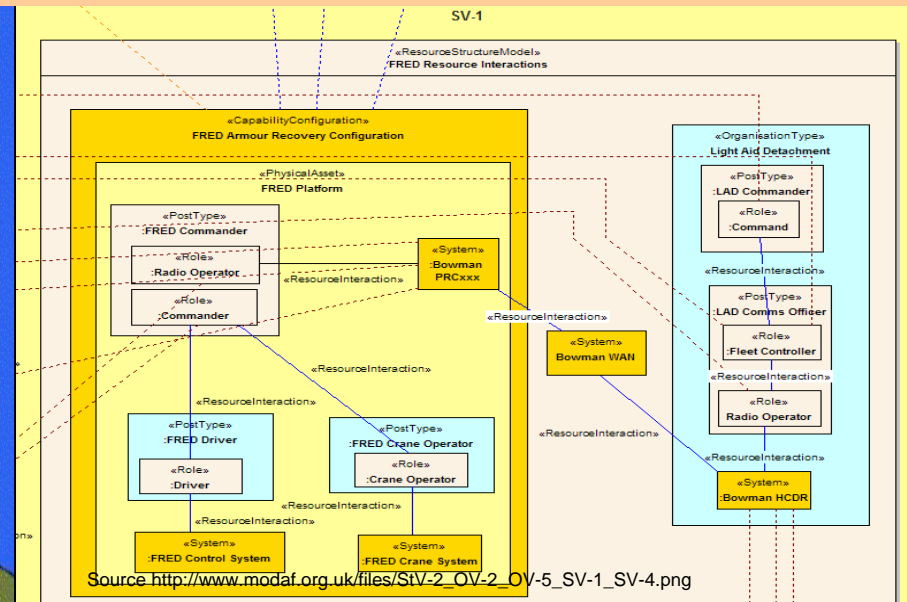 SV-1
«ResourceStructureModel»
FRED Resource Interactions
«CapabilityConfiguration»
FRED Armour Recovery Configuration
«PhysicalAsset»
FRED Platform
«PostType»
:FRED Commander
«Role»
:Radio Operator
«Role»
:Commander
«System»
:Bowman
PRCxxx
«ResourceInteraction»
«ResourceInteraction»
«ResourceInteraction»
«ResourceInteraction»
«PostType»
:FRED Driver
«Role»
:Driver
«ResourceInteraction»
«System»
:FRED Control System
«PostType»
:FRED Crane Operator
«Role»
:Crane Operator
«ResourceInteraction»
«System»
:FRED Crane System
«System»
Bowman WAN
«ResourceInteraction»
«OrganisationType»
Light Aid Detachment
«PostType»
:LAD Commander
«Role»
:Command
«ResourceInteraction»
«PostType»
:LAD Comms Officer
«Role»
:Fleet Controller
«ResourceInteraction»
«Role»
Radio Operator
«ResourceInteraction»
«System»
:Bowman HCDR
Source http://www.modaf.org.uk/files/StV-2_OV-2_OV-5_SV-1_SV-4.png